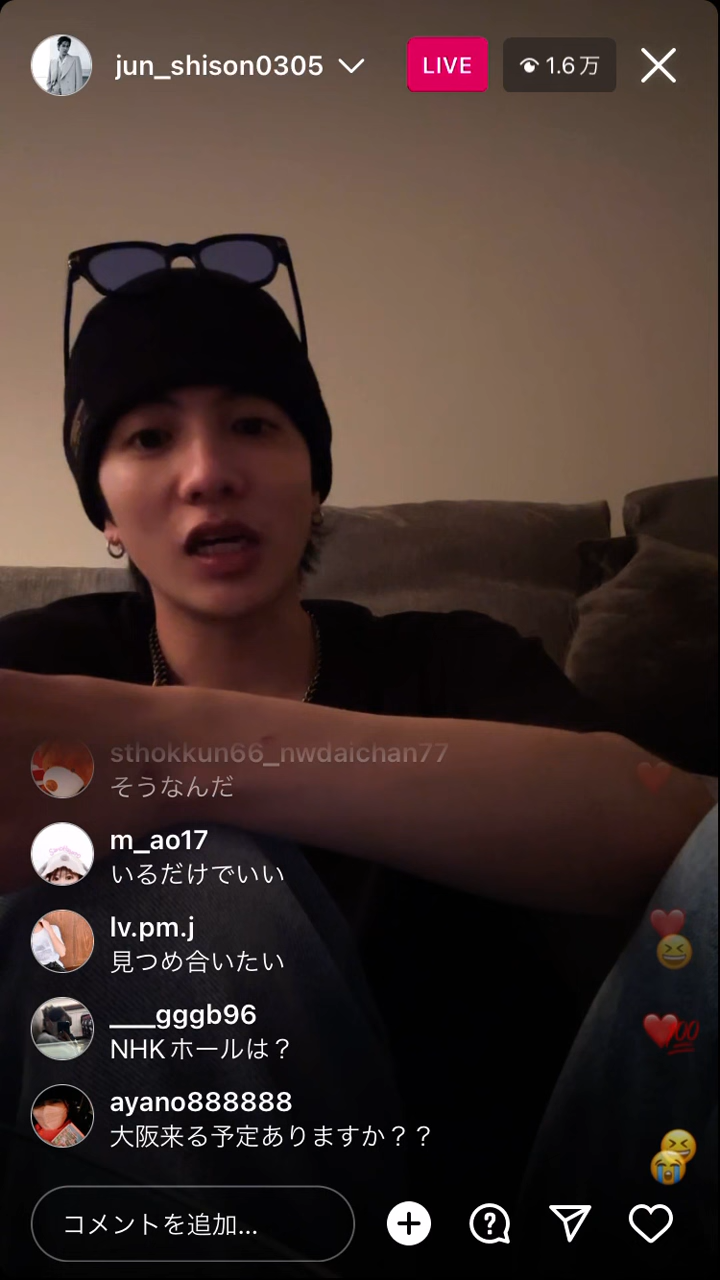 jun_shison0305
LIVE
1.6万
sthokkun66_nwdaichan77
そうなんだ
m_ao17
いるだけでいい
lv.pm.j
見つめ合いたい
___gggb96
NHKホールは？
ayano888888
大阪来る予定ありますか？？
コメントを追加...